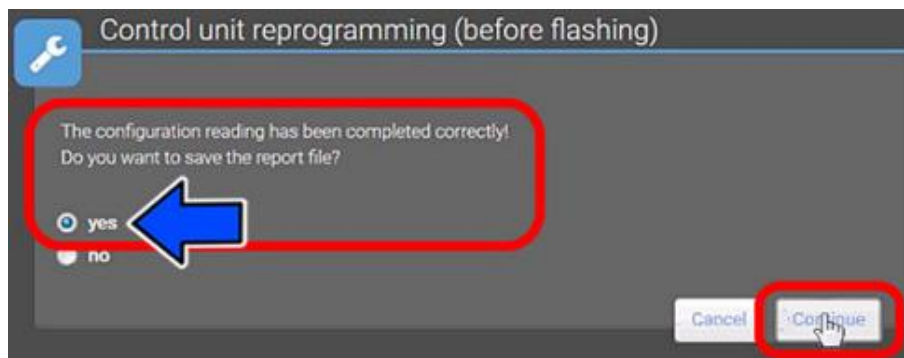 Control unit reprogramming (before flashing)
The configuration reading has been completed correctly!
Do you want to save the report file?
yes
no
Cancel
Continue